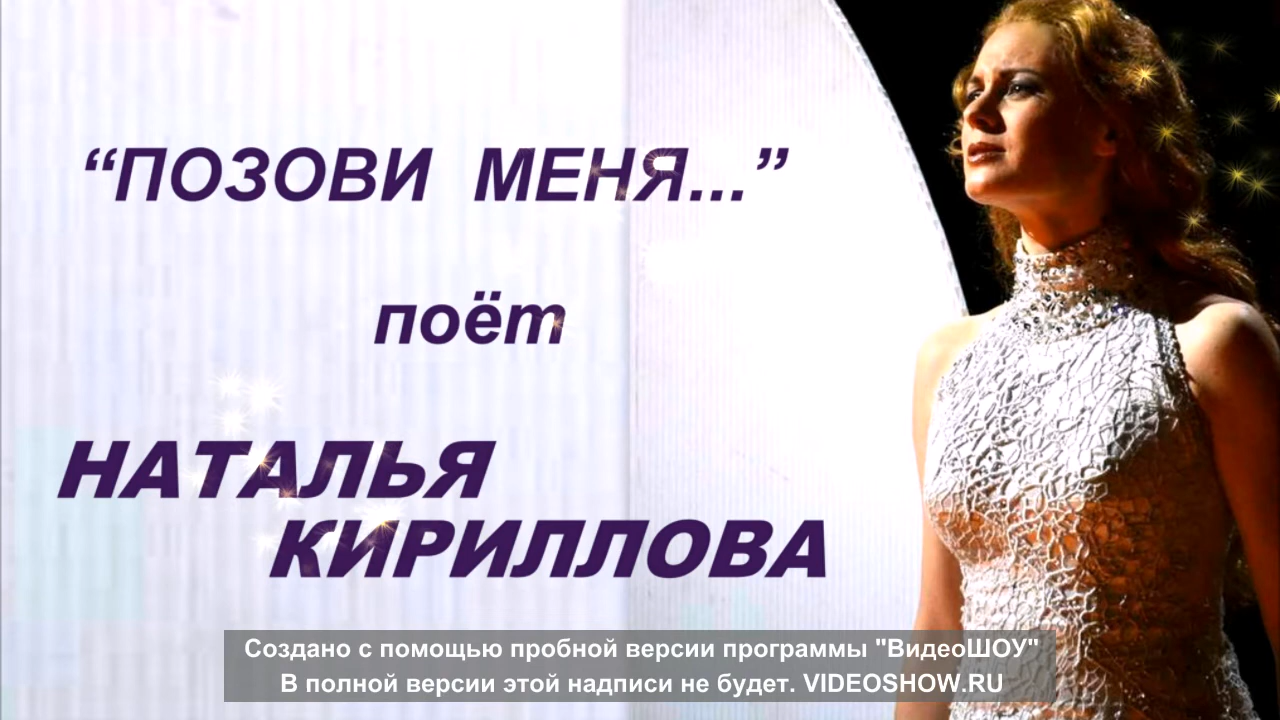 “ПОЗОВИ МЕНЯ...”
поёт
НАТАЛЬЯ
КИРИЛЛОВА
Создано с помощью пробной версии программы "ВидеоШОУ"
В полной версии этой надписи не будет. VIDEOSHOW.RU